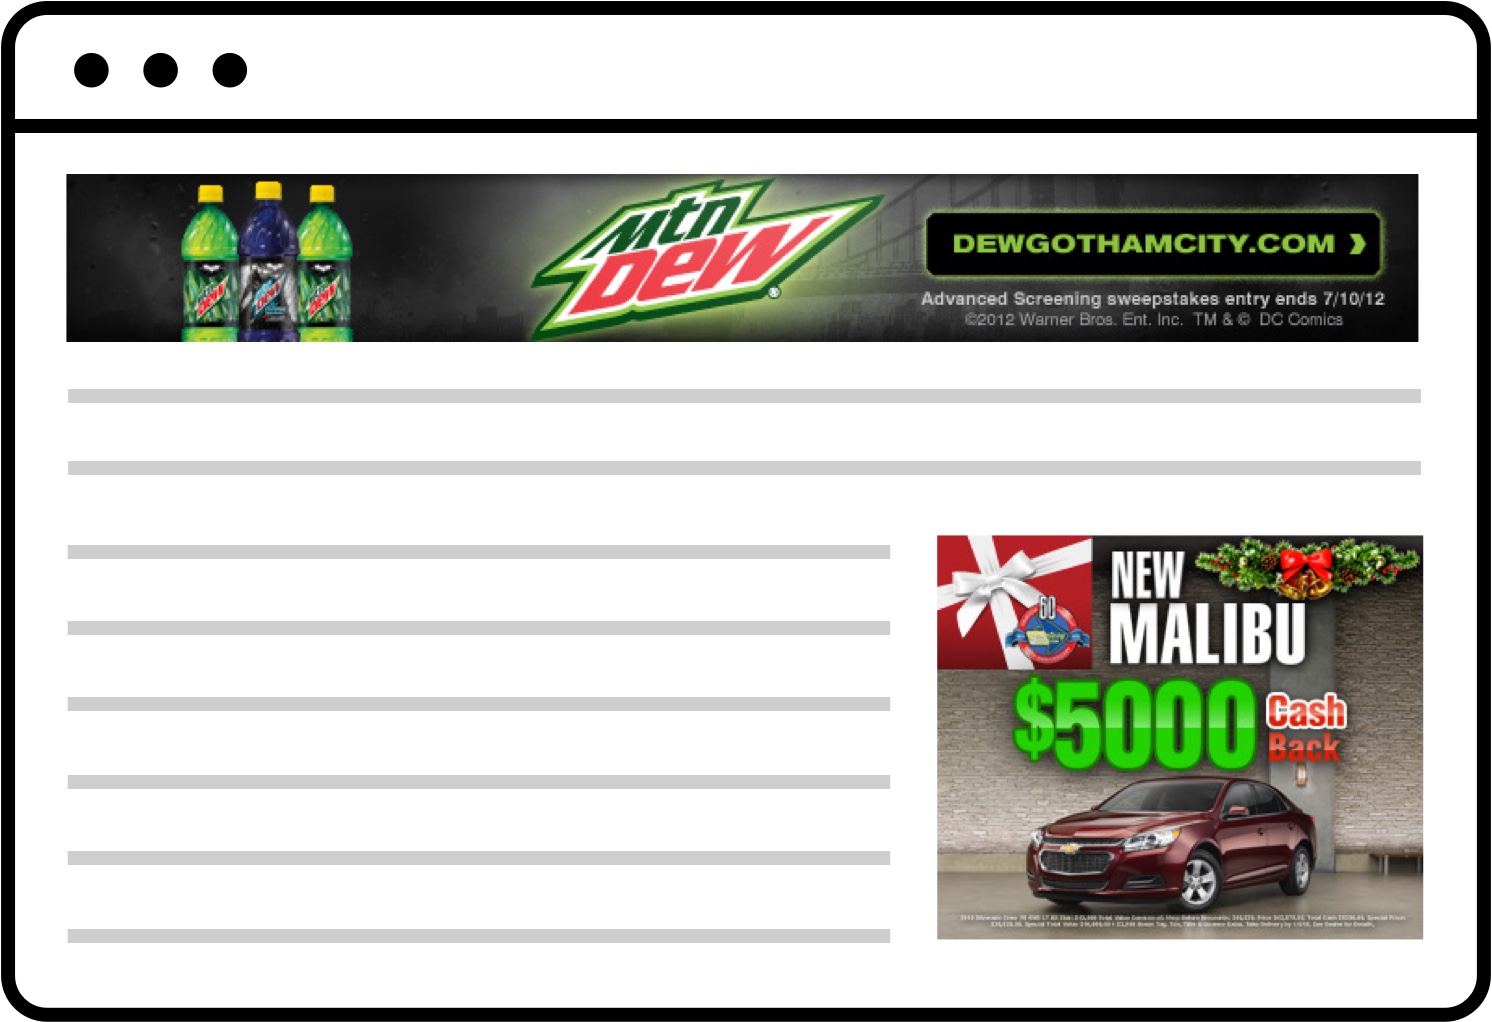 mtn
DEW
DEWGOTHAMCITY.COM
Advanced Screening sweepstakes entry ends 7/10/12
©2012 Warner Bros. Ent. Inc. TM & © DC Comics
60
NEW
MALIBU
$5000 Cash
Back